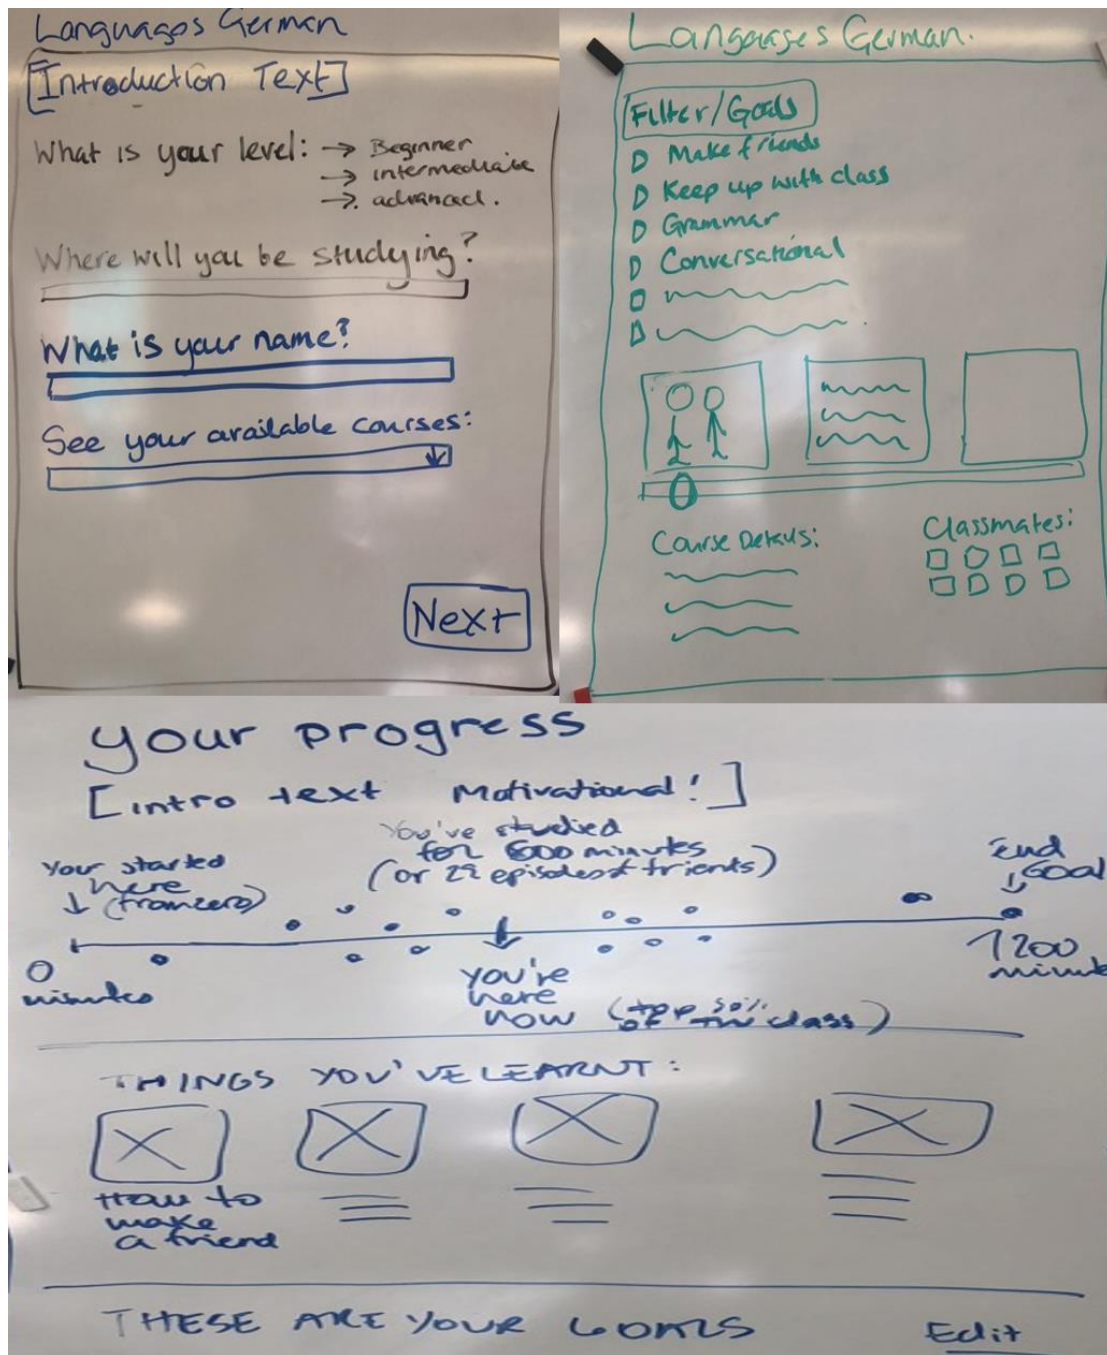 Languages German
[Introduction Text]
What is your level: → Beginner
→ intermediate
→ advanced.
Where will you be studying?
What is your name?
See your available courses:
Next
Languages German.
Filter/Goals
Make friends
Keep up with class
Grammar
Conversational
Course Details:
Classmates:
your progress
[intro text Motivational!]
You've studied
for 600 minutes
(or 29 episodes of friends)
Your started
here
(from zero)
End
Goal
0
minutes
you're
here
now (top 50%
of the class)
1200
minute
THINGS YOU'VE LEARNT:
How to
make
a friend
THESE ARE YOUR GOALS
Edit